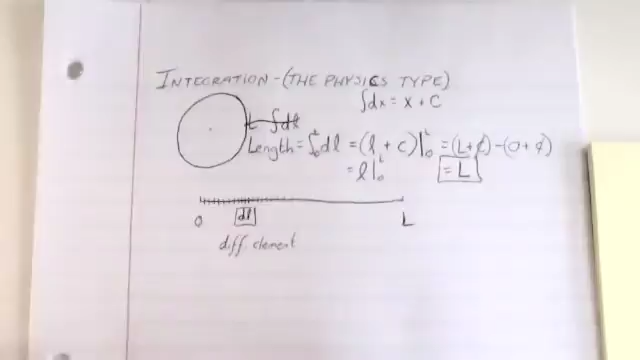 INTEGRATION-(THE PHYSICS TYPE)
∫dx = x + C
L ∫dl
Length = ∫₀ᴸ dl = (l + c)|₀ᴸ = (L+c) - (0+c)
= l|₀ᴸ = L
0 dl L
diff. element